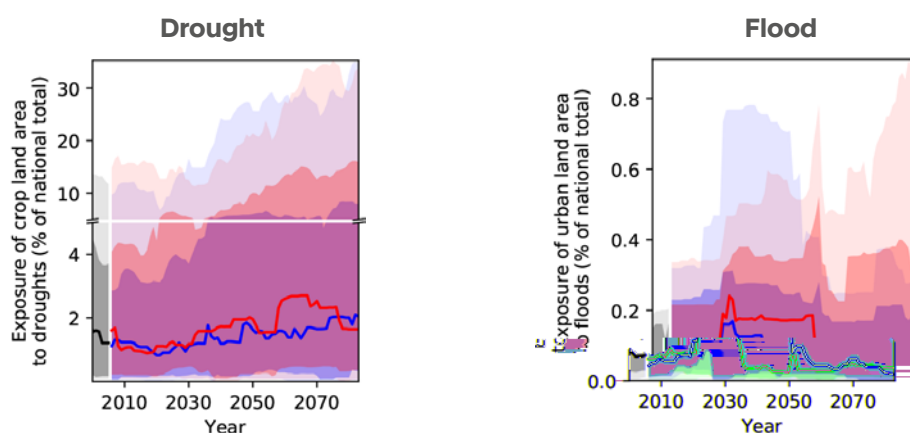 Drought
Exposure of crop land area
to droughts (% of national total)
30
20
10
4
2
2010
2030
2050
2070
Year
Flood
Exposure of urban land area
floods (% of national total)
0.8
0.6
0.4
0.2
0.0
2010
2030
2050
2070
Year